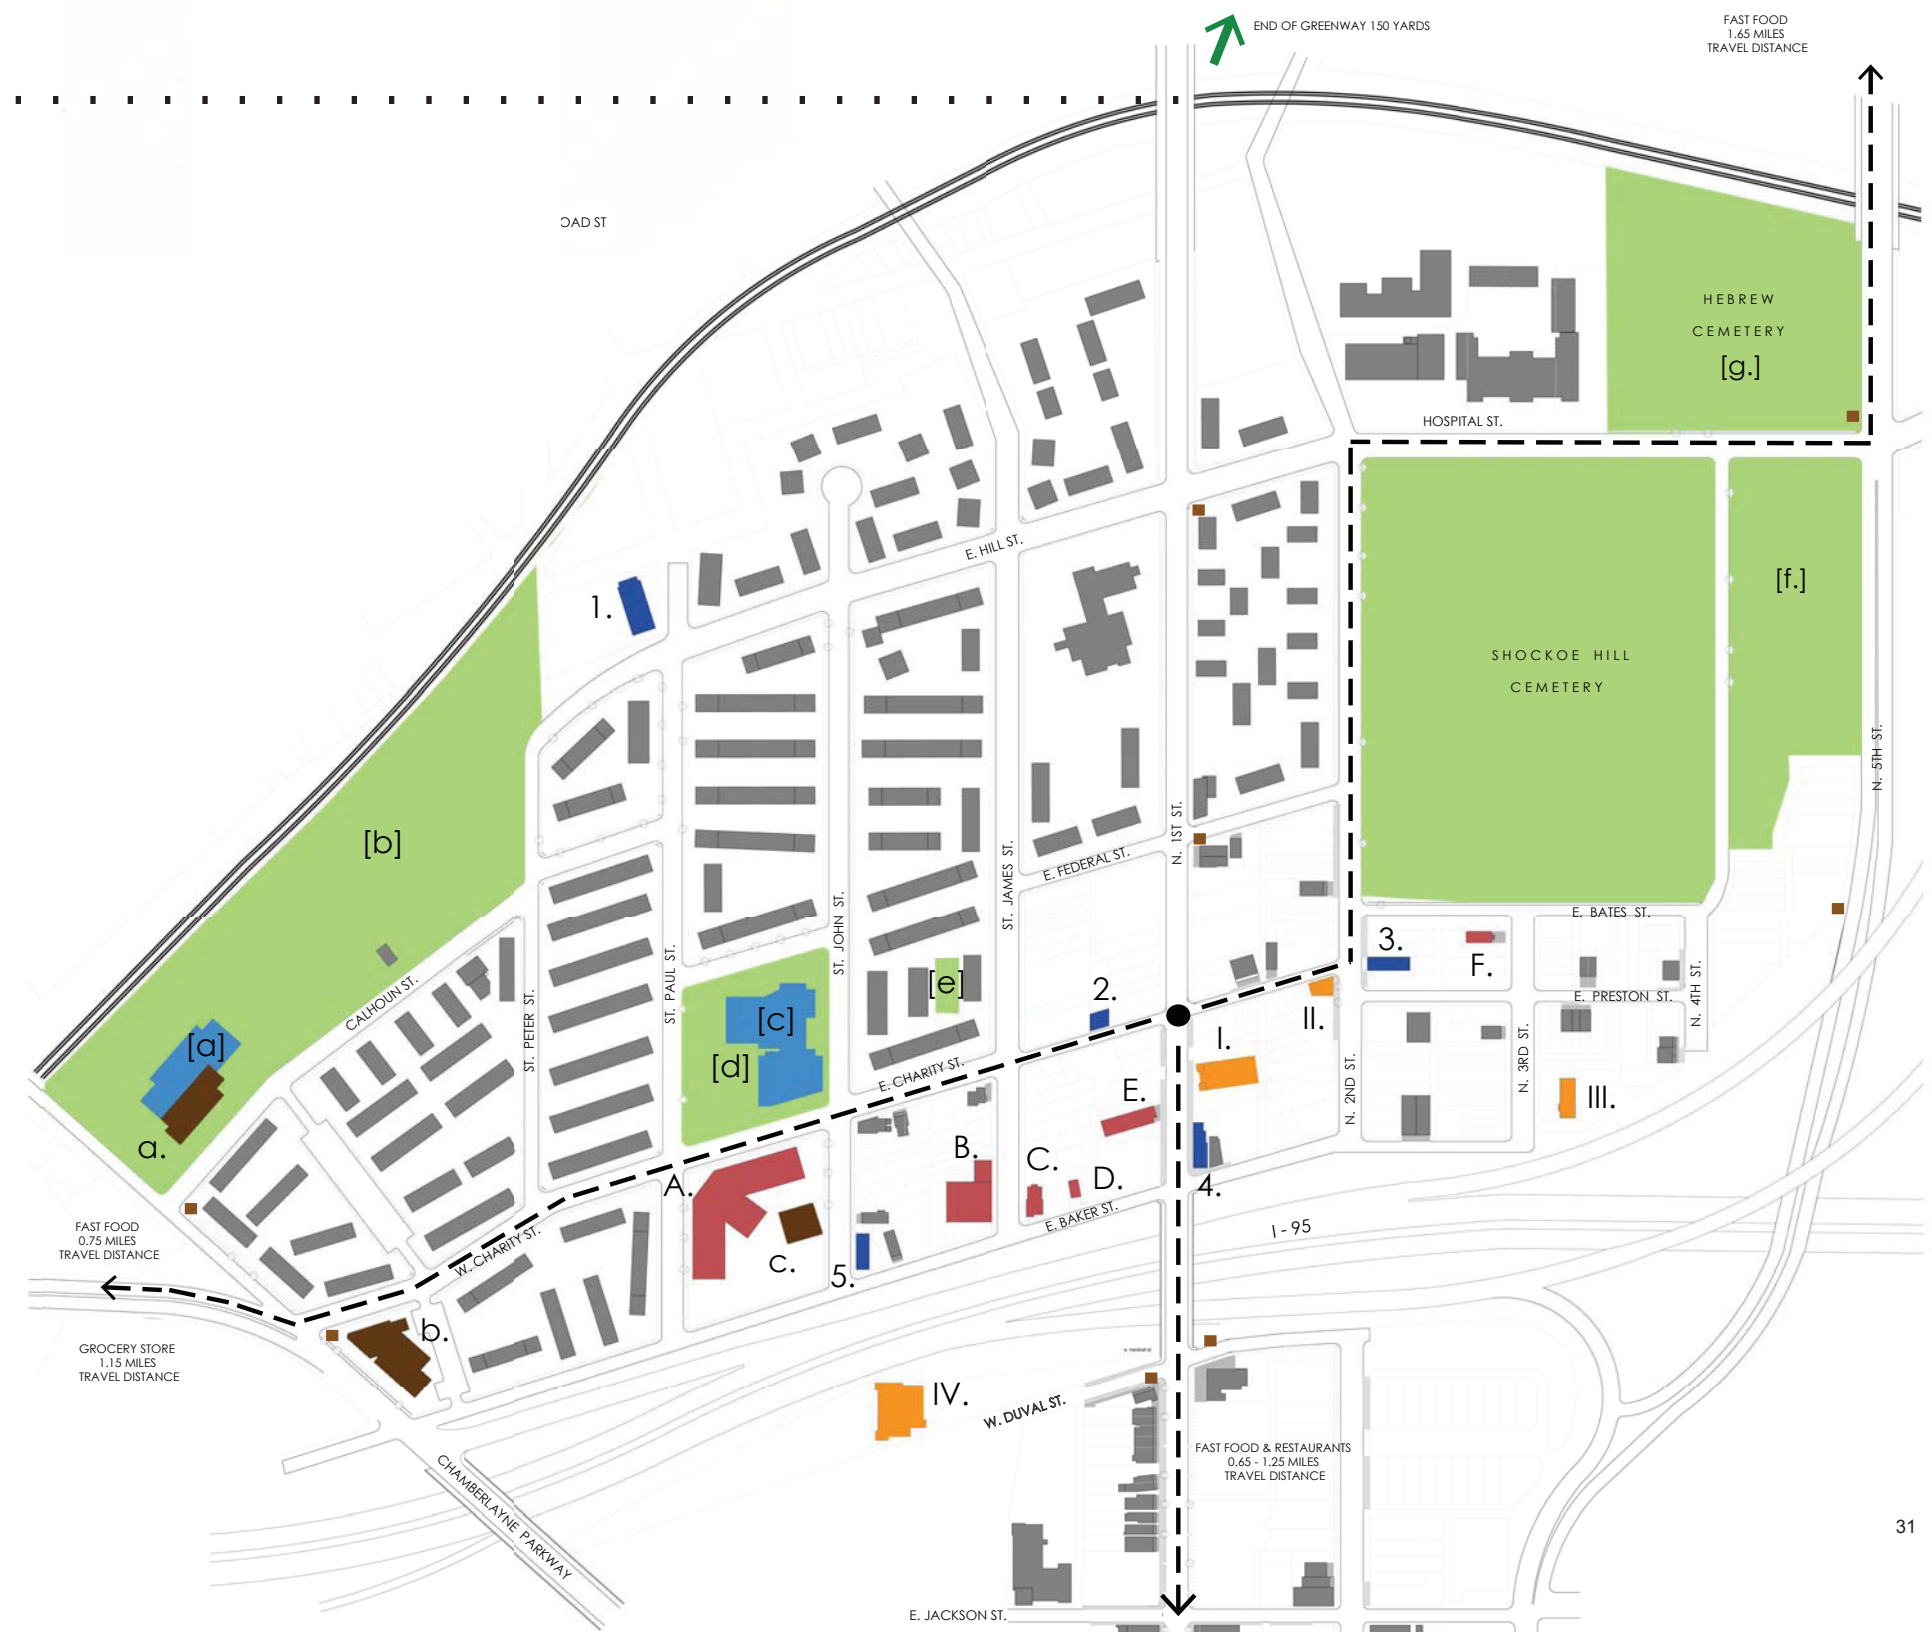 END OF GREENWAY 150 YARDS
FAST FOOD
1.65 MILES
TRAVEL DISTANCE
OAD ST
HEBREW
CEMETERY
[g.]
HOSPITAL ST.
E. HILL ST.
1.
[f.]
SHOCKOE HILL
CEMETERY
N. 5TH ST.
[b]
N. 1ST ST.
ST. JAMES ST.
E. FEDERAL ST.
ST. JOHN ST.
E. BATES ST.
3.
F.
ST. PAUL ST.
[e]
2.
CALHOUN ST.
E. PRESTON ST.
N. 4TH ST.
[c]
II.
ST. PETER ST.
[a]
I.
[d]
E. CHARITY ST.
N. 2ND ST.
N. 3RD ST.
E.
III.
a.
B.
C.
D.
A.
4.
E. BAKER ST.
I - 95
FAST FOOD
0.75 MILES
TRAVEL DISTANCE
W. CHARITY ST.
c.
5.
b.
GROCERY STORE
1.15 MILES
TRAVEL DISTANCE
IV.
W. DUVAL ST.
FAST FOOD & RESTAURANTS
0.65 - 1.25 MILES
TRAVEL DISTANCE
CHAMBERLAYNE PARKWAY
31
E. JACKSON ST.